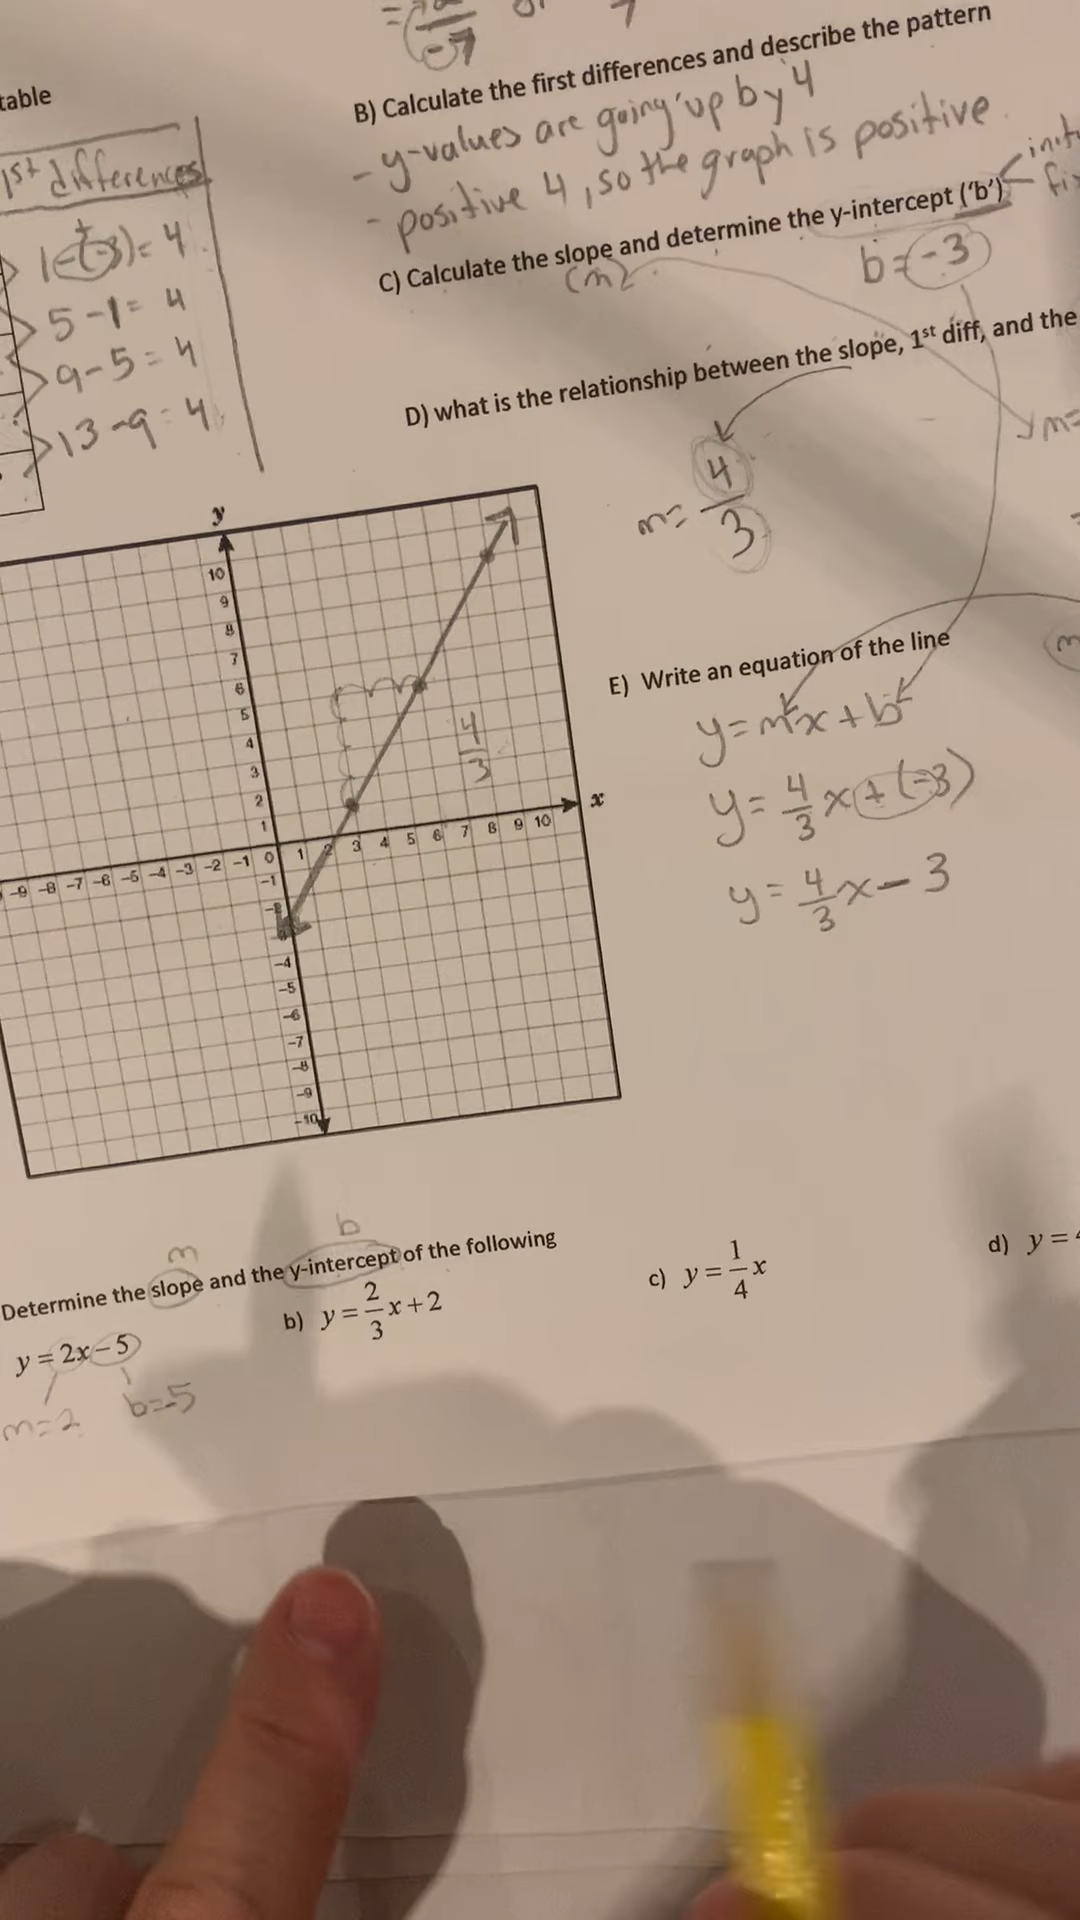 -7
7
B) Calculate the first differences and describe the pattern
table
- y-values are going up by 4
- positive 4, so the graph is positive
1st differences
1-(-3)= 4
5-1= 4
9-5=4
13-9=4
C) Calculate the slope and determine the y-intercept ('b')
(m)
b=-3
D) what is the relationship between the slope, 1st diff, and the
m=
m= 4/3
y
10
9
8
7
6
5
4
3
2
1
x
-9 -8 -7 -6 -5 -4 -3 -2 -1 0 1 2 3 4 5 6 7 8 9 10
-1
-4
-5
-6
-7
-8
-9
-10
4/3
E) Write an equation of the line
y=mx+b
y= 4/3 x+(-3)
y= 4/3 x-3
m b
Determine the slope and the y-intercept of the following
y = 2x-5
m=2 b=-5
b) y = 2/3 x+2
c) y = 1/4 x
d) y =